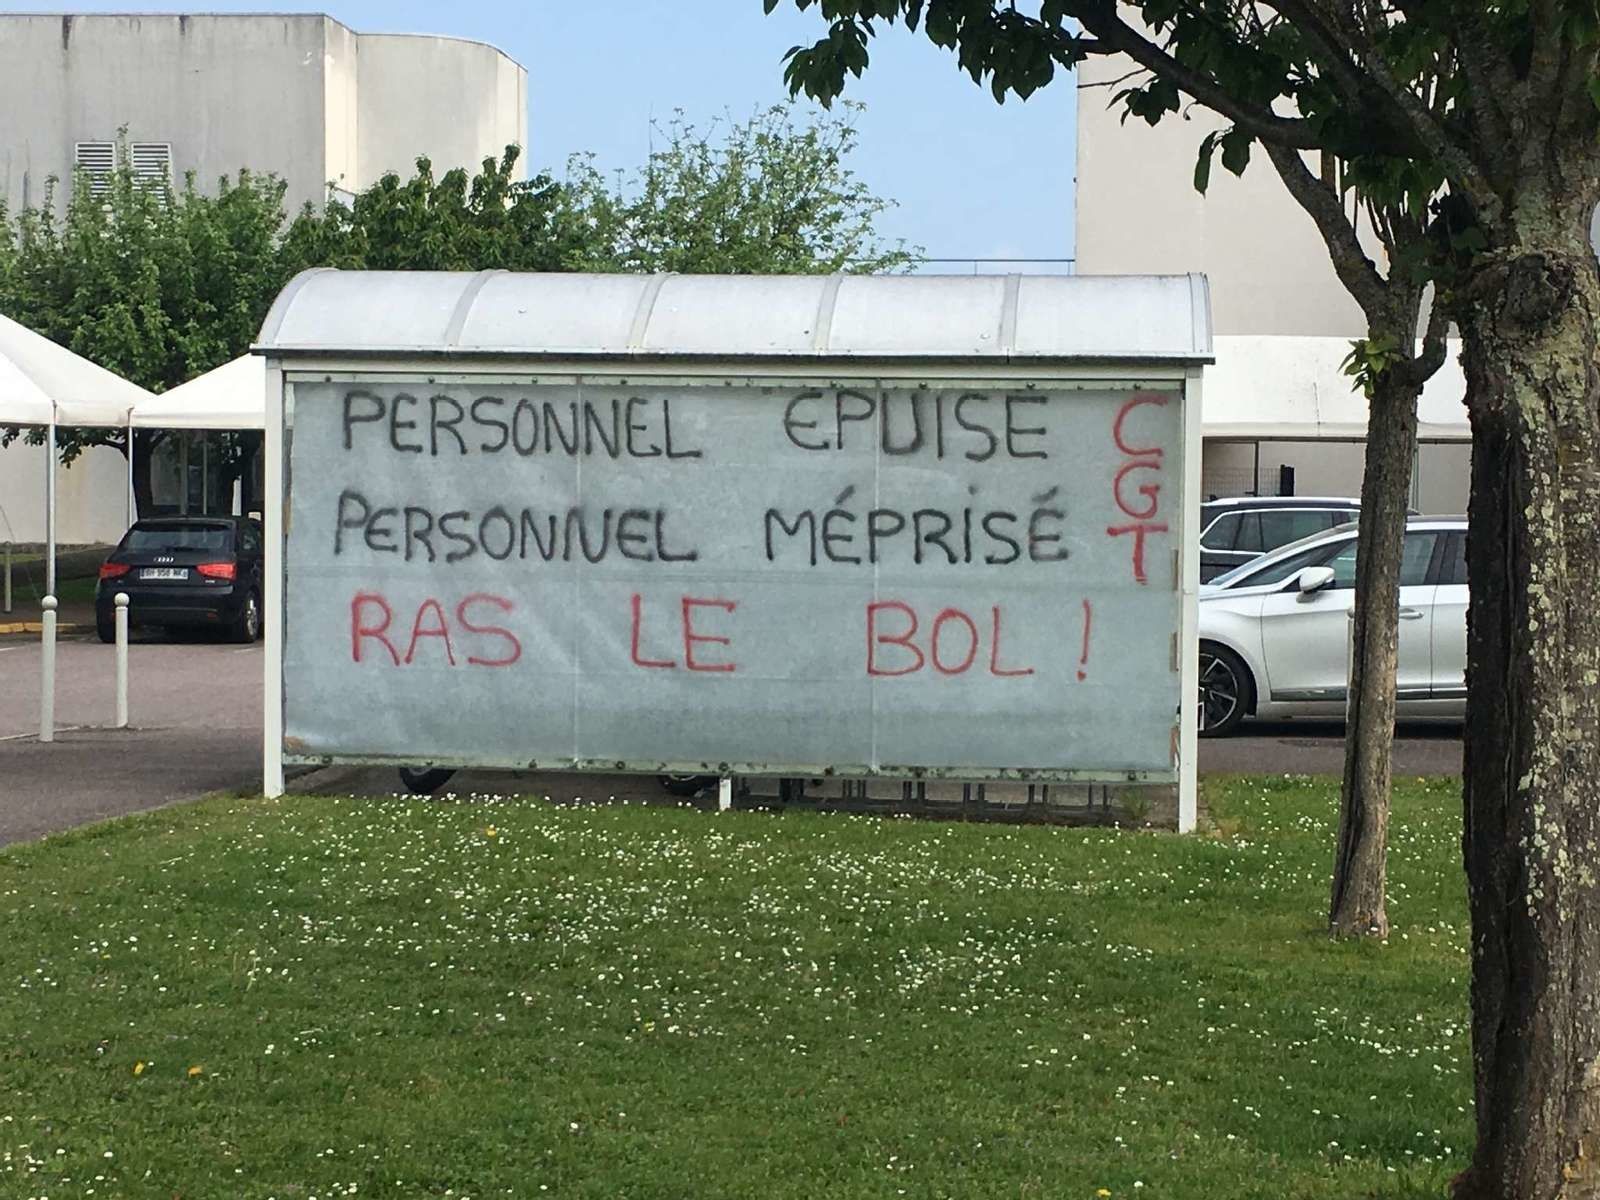 PERSONNEL EPUISE
PERSONNEL MÉPRISÉ
RAS LE BOL !
CGT